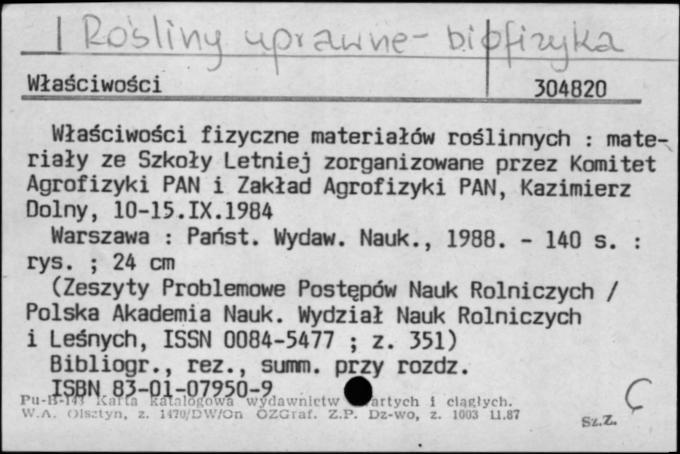 Rośliny uprawne - biofizyka
Właściwości 304820
Właściwości fizyczne materiałów roślinnych : mate-
riały ze Szkoły Letniej zorganizowane przez Komitet
Agrofizyki PAN i Zakład Agrofizyki PAN, Kazimierz
Dolny, 10-15.IX.1984
Warszawa : Państ. Wydaw. Nauk., 1988. - 140 s. :
rys. ; 24 cm
(Zeszyty Problemowe Postępów Nauk Rolniczych /
Polska Akademia Nauk. Wydział Nauk Rolniczych
i Leśnych, ISSN 0084-5477 ; z. 351)
Bibliogr., rez., summ. przy rozdz.
ISBN 83-01-07950-9
Pu-B-143 Karta katalogowa wydawnictw artych i ciągłych.
W.A. Olsztyn, z. 1470/DW/On OZGraf. Z.P. Dz-wo, z. 1003 11.87
Sz.Z. C